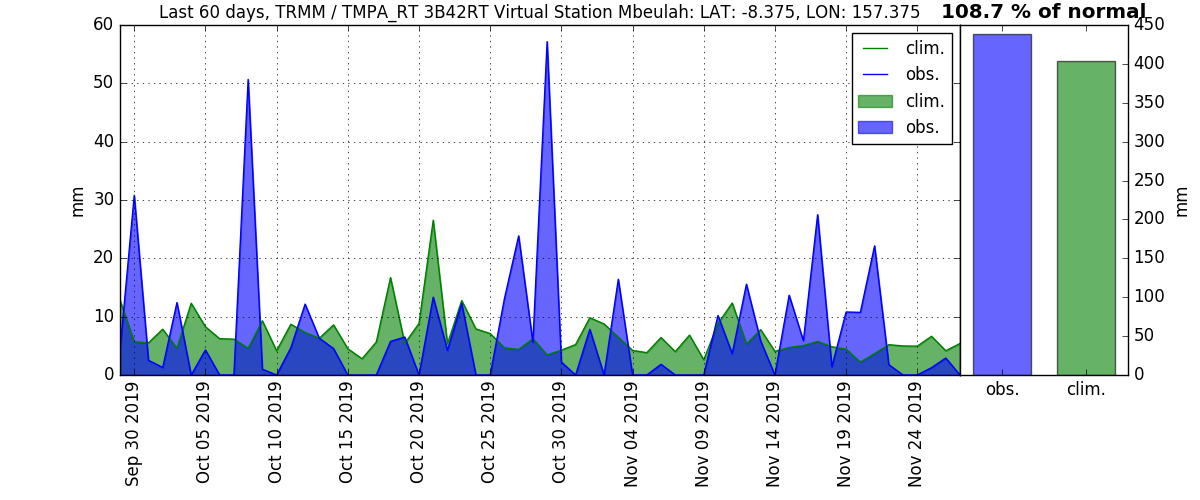 Last 60 days, TRMM / TMPA_RT 3B42RT Virtual Station Mbeulah: LAT: -8.375, LON: 157.375
108.7 % of normal
60
50
40
30
20
10
0
mm
clim.
obs.
clim.
obs.
Sep 30 2019
Oct 05 2019
Oct 10 2019
Oct 15 2019
Oct 20 2019
Oct 25 2019
Oct 30 2019
Nov 04 2019
Nov 09 2019
Nov 14 2019
Nov 19 2019
Nov 24 2019
450
400
350
300
250
200
150
100
50
0
mm
obs.
clim.